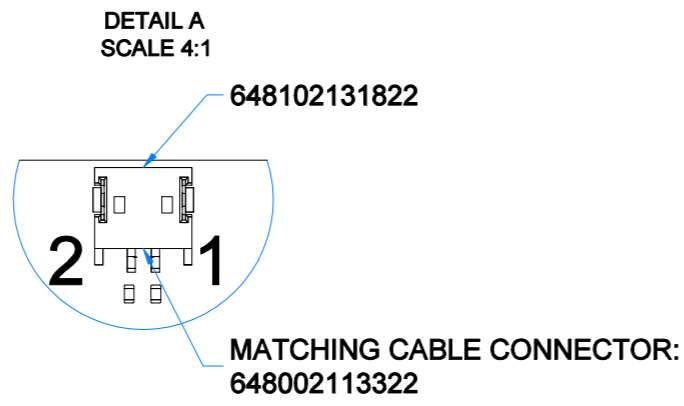 DETAIL A
SCALE 4:1
648102131822
2 1
MATCHING CABLE CONNECTOR:
648002113322